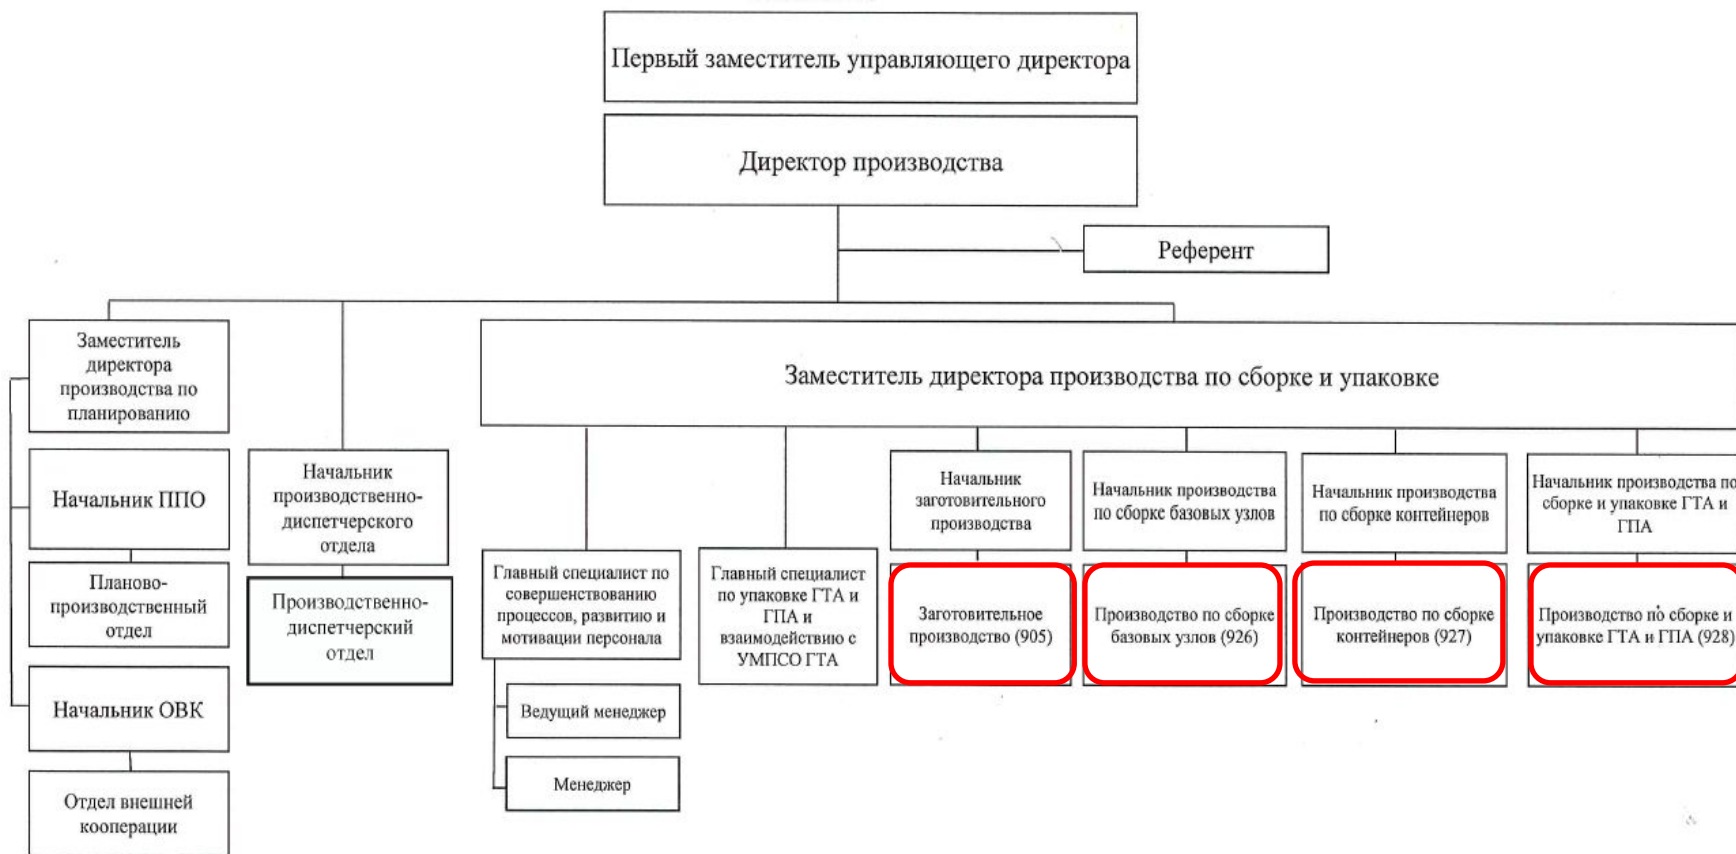 Первый заместитель управляющего директора
Директор производства
Референт
Заместитель
директора
производства по
планированию
Заместитель директора производства по сборке и упаковке
Начальник ППО
Планово-
производственный
отдел
Начальник ОВК
Отдел внешней
кооперации
Начальник
производственно-
диспетчерского
отдела
Производственно-
диспетчерский
отдел
Главный специалист по
совершенствованию
процессов, развитию и
мотивации персонала
Ведущий менеджер
Менеджер
Главный специалист
по упаковке ГТА и
ГПА и
взаимодействию с
УМПСО ГТА
Начальник
заготовительного
производства
Заготовительное
производство (905)
Начальник производства
по сборке базовых узлов
Производство по сборке
базовых узлов (926)
Начальник производства
по сборке контейнеров
Производство по сборке
контейнеров (927)
Начальник производства по
сборке и упаковке ГТА и
ГПА
Производство по сборке и
упаковке ГТА и ГПА (928)